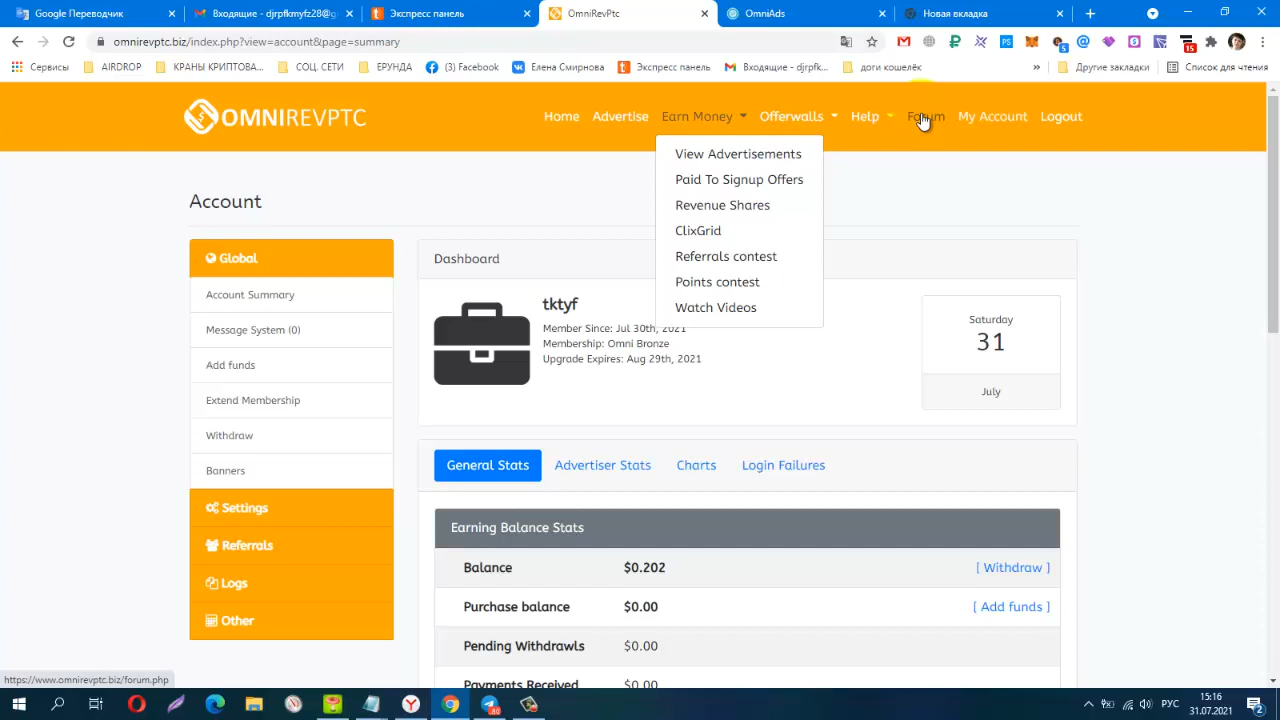 Google Переводчик
Входящие - djrpfkmyfz28@g
Экспресс панель
OmniRevPtc
OmniAds
Новая вкладка
omnirevptc.biz/index.php?view=account&page=summary
Сервисы
AIRDROP
КРАНЫ КРИПТОВА...
СОЦ. СЕТИ
ЕРУНДА
(3) Facebook
Елена Смирнова
Экспресс панель
Входящие - djrpfk...
доги кошелёк
»
Другие закладки
Список для чтения
OMNIREVPTC
Home
Advertise
Earn Money
Offerwalls
Help
Forum
My Account
Logout
View Advertisements
Paid To Signup Offers
Revenue Shares
ClixGrid
Referrals contest
Points contest
Watch Videos
Account
Global
Account Summary
Message System (0)
Add funds
Extend Membership
Withdraw
Banners
Settings
Referrals
Logs
Other
Dashboard
tktyf
Member Since: Jul 30th, 2021
Membership: Omni Bronze
Upgrade Expires: Aug 29th, 2021
Saturday
31
July
General Stats
Advertiser Stats
Charts
Login Failures
Earning Balance Stats
Balance $0.202 [ Withdraw ]
Purchase balance $0.00 [ Add funds ]
Pending Withdrawls $0.00
Payments Received $0.00
https://www.omnirevptc.biz/forum.php
РУС
15:16
31.07.2021